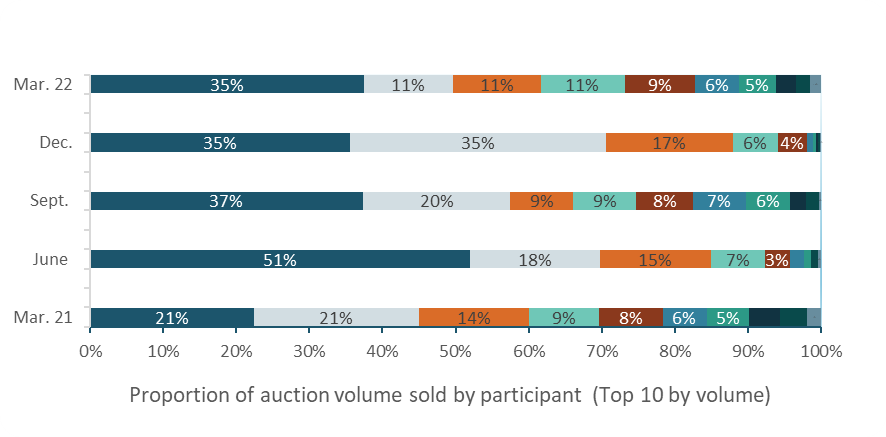 Mar. 22 35% 11% 11% 11% 9% 6% 5%
Dec. 35% 35% 17% 6% 4%
Sept. 37% 20% 9% 9% 8% 7% 6%
June 51% 18% 15% 7% 3%
Mar. 21 21% 21% 14% 9% 8% 6% 5%
0% 10% 20% 30% 40% 50% 60% 70% 80% 90% 100%
Proportion of auction volume sold by participant (Top 10 by volume)